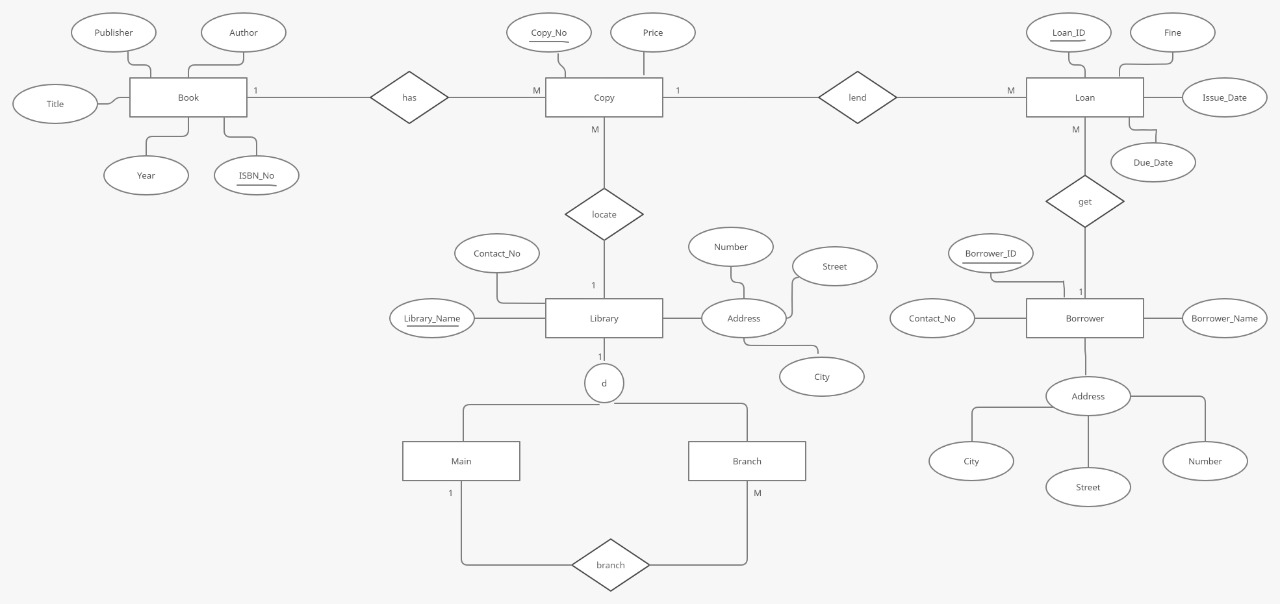 Publisher
Author
Copy_No
Price
Loan_ID
Fine
Title
Book
1
has
M
Copy
1
lend
M
Loan
Issue_Date
M
M
Year
ISBN_No
Due_Date
locate
get
Contact_No
Number
Street
Borrower_ID
1
1
Library_Name
Library
Address
Contact_No
Borrower
Borrower_Name
1
d
City
Address
Main
Branch
City
Street
Number
1
M
branch